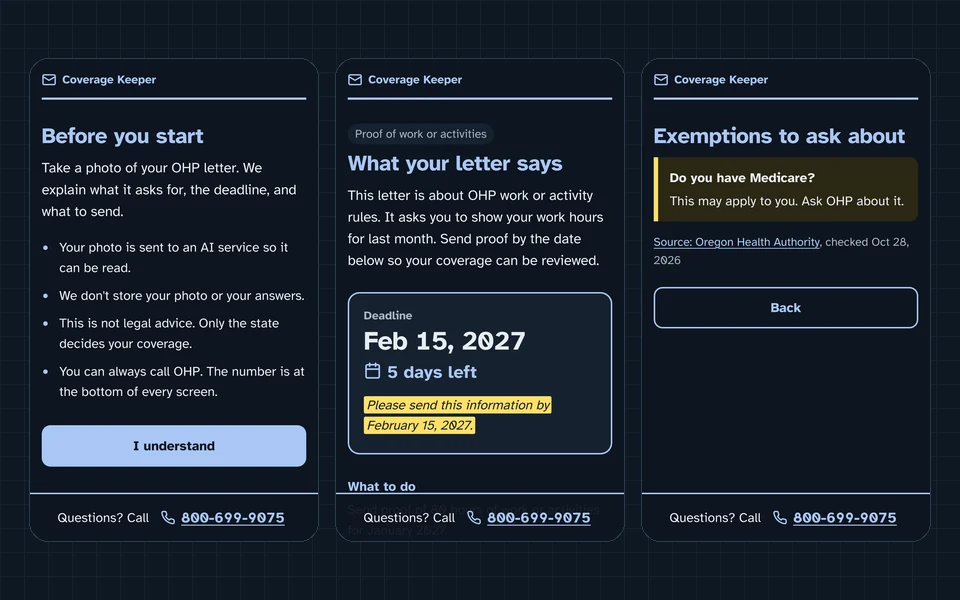 Coverage Keeper
Before you start
Take a photo of your OHP letter. We
explain what it asks for, the deadline, and
what to send.
Your photo is sent to an AI service so it
can be read.
We don't store your photo or your answers.
This is not legal advice. Only the state
decides your coverage.
You can always call OHP. The number is at
the bottom of every screen.
I understand
Questions? Call 800-699-9075
Coverage Keeper
Proof of work or activities
What your letter says
This letter is about OHP work or activity
rules. It asks you to show your work hours
for last month. Send proof by the date
below so your coverage can be reviewed.
Deadline
Feb 15, 2027
5 days left
Please send this information by
February 15, 2027.
What to do
Questions? Call 800-699-9075
Coverage Keeper
Exemptions to ask about
Do you have Medicare?
This may apply to you. Ask OHP about it.
Source: Oregon Health Authority, checked Oct 28,
2026
Back
Questions? Call 800-699-9075